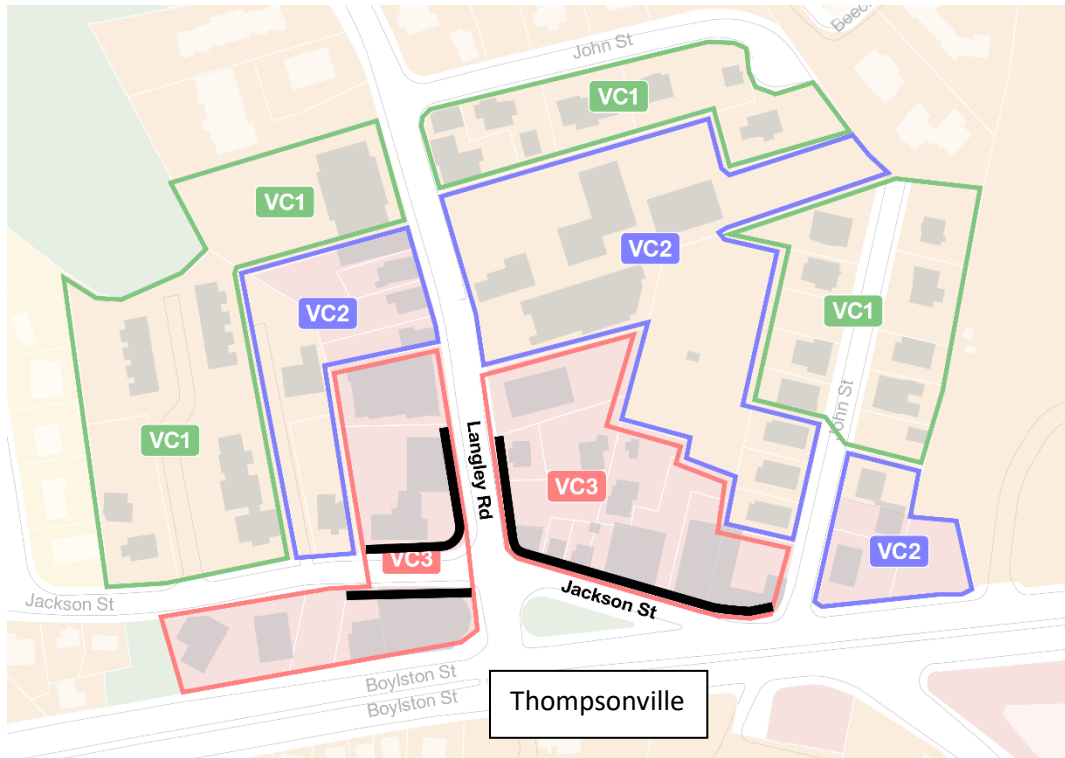 Beec
John St
VC1
VC1
VC2
VC2
VC1
VC1
John St
Langley Rd
VC3
VC3
VC2
Jackson St
Jackson St
Boylston St
Boylston St
Thompsonville